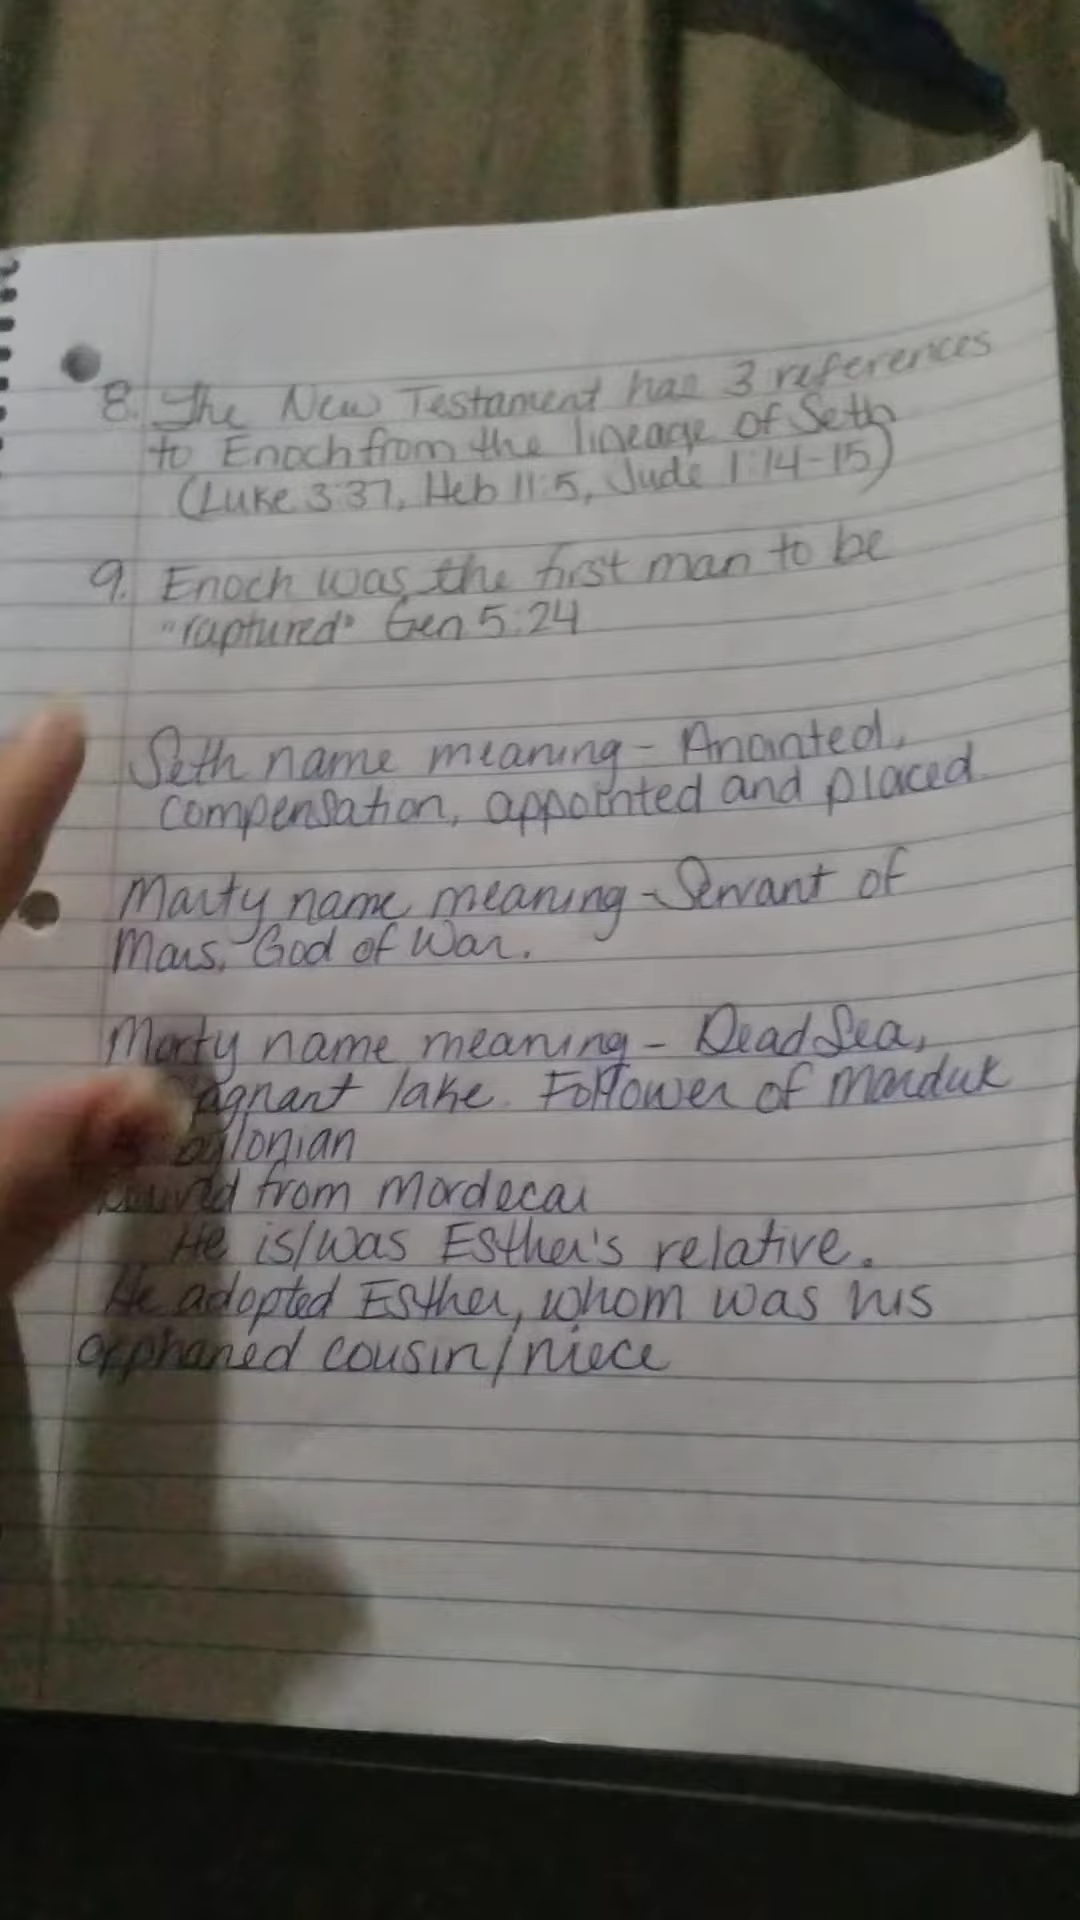 8. The New Testament has 3 references
to Enoch from the lineage of Seth
(Luke 3:37, Heb 11:5, Jude 1:14-15)
9. Enoch was the first man to be
"raptured" Gen 5:24
Seth name meaning - Anointed,
compensation, appointed and placed
Marty name meaning - Servant of
Mars, God of War.
Morty name meaning - Dead Sea,
agnant lake. Follower of Marduk
ylonian
from Mordecai
He is/was Esther's relative.
He adopted Esther, whom was his
orphaned cousin/niece